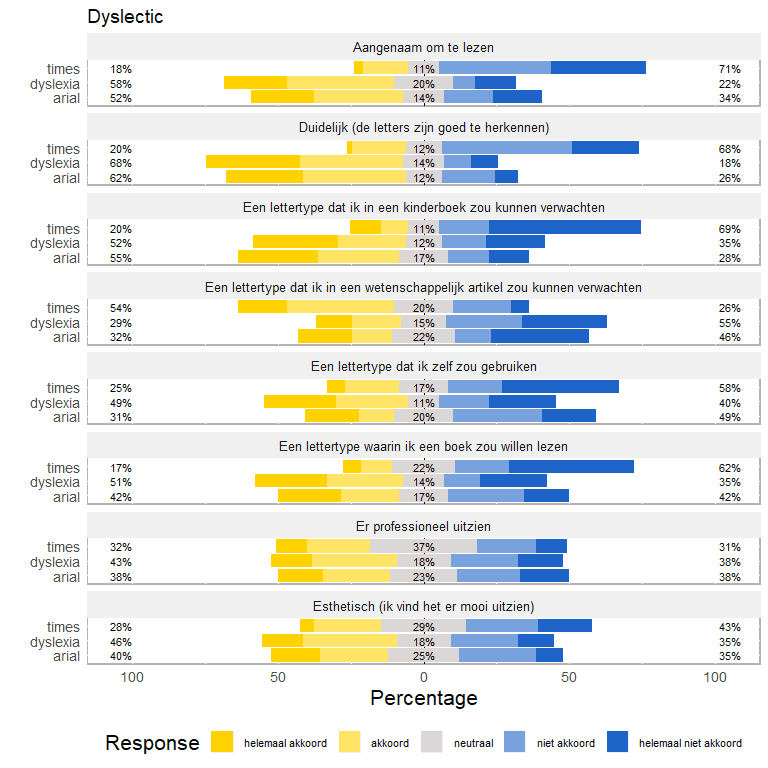 Dyslectic
Aangenaam om te lezen
times 18% 11% 71%
dyslexia 58% 20% 22%
arial 52% 14% 34%
Duidelijk (de letters zijn goed te herkennen)
times 20% 12% 68%
dyslexia 68% 14% 18%
arial 62% 12% 26%
Een lettertype dat ik in een kinderboek zou kunnen verwachten
times 20% 11% 69%
dyslexia 52% 12% 35%
arial 55% 17% 28%
Een lettertype dat ik in een wetenschappelijk artikel zou kunnen verwachten
times 54% 20% 26%
dyslexia 29% 15% 55%
arial 32% 22% 46%
Een lettertype dat ik zelf zou gebruiken
times 25% 17% 58%
dyslexia 49% 11% 40%
arial 31% 20% 49%
Een lettertype waarin ik een boek zou willen lezen
times 17% 22% 62%
dyslexia 51% 14% 35%
arial 42% 17% 42%
Er professioneel uitzien
times 32% 37% 31%
dyslexia 43% 18% 38%
arial 38% 23% 38%
Esthetisch (ik vind het er mooi uitzien)
times 28% 29% 43%
dyslexia 46% 18% 35%
arial 40% 25% 35%
100 50 0 50 100
Percentage
Response helemaal akkoord akkoord neutraal niet akkoord helemaal niet akkoord